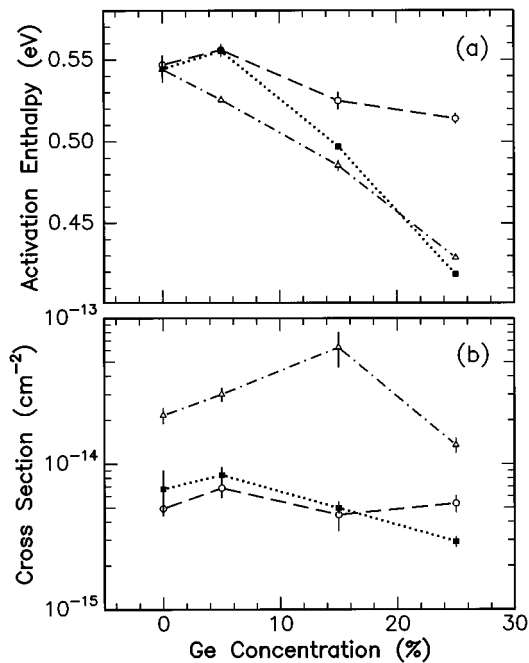 (a)
Activation Enthalpy (eV)
0.55
0.50
0.45
(b)
Cross Section (cm⁻²)
10⁻¹³
10⁻¹⁴
10⁻¹⁵
0 10 20 30
Ge Concentration (%)